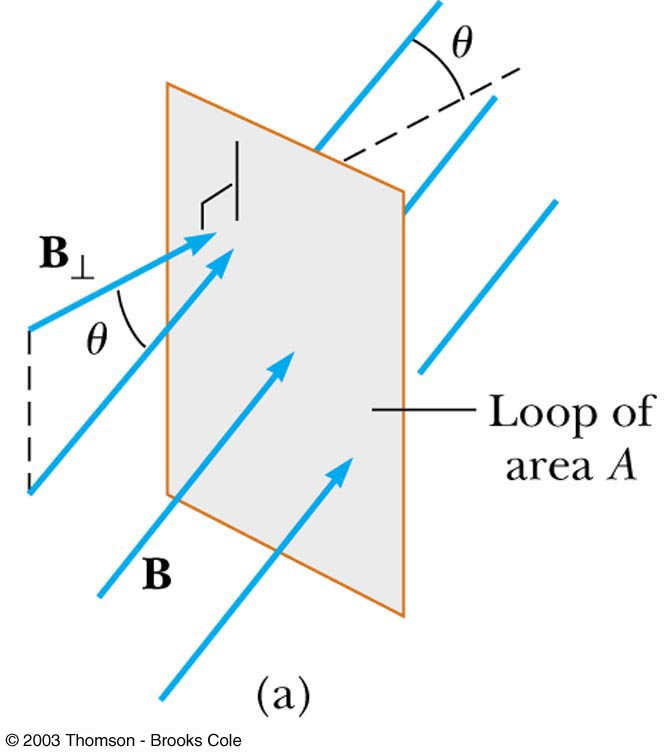 θ
B⊥
θ
Loop of
area A
B
(a)
© 2003 Thomson - Brooks Cole